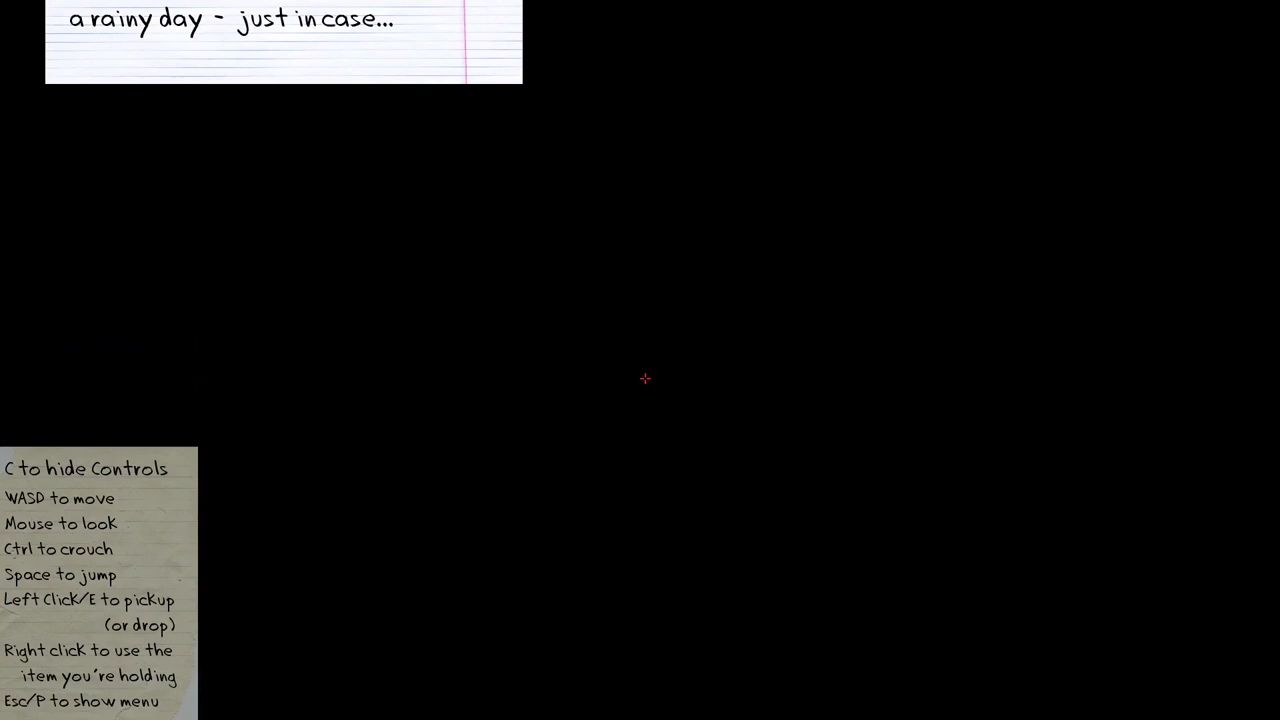 a rainy day - just in case...
C to hide Controls
WASD to move
Mouse to look
Ctrl to crouch
Space to jump
Left Click/E to pickup
(or drop)
Right click to use the
item you're holding
Esc/P to show menu